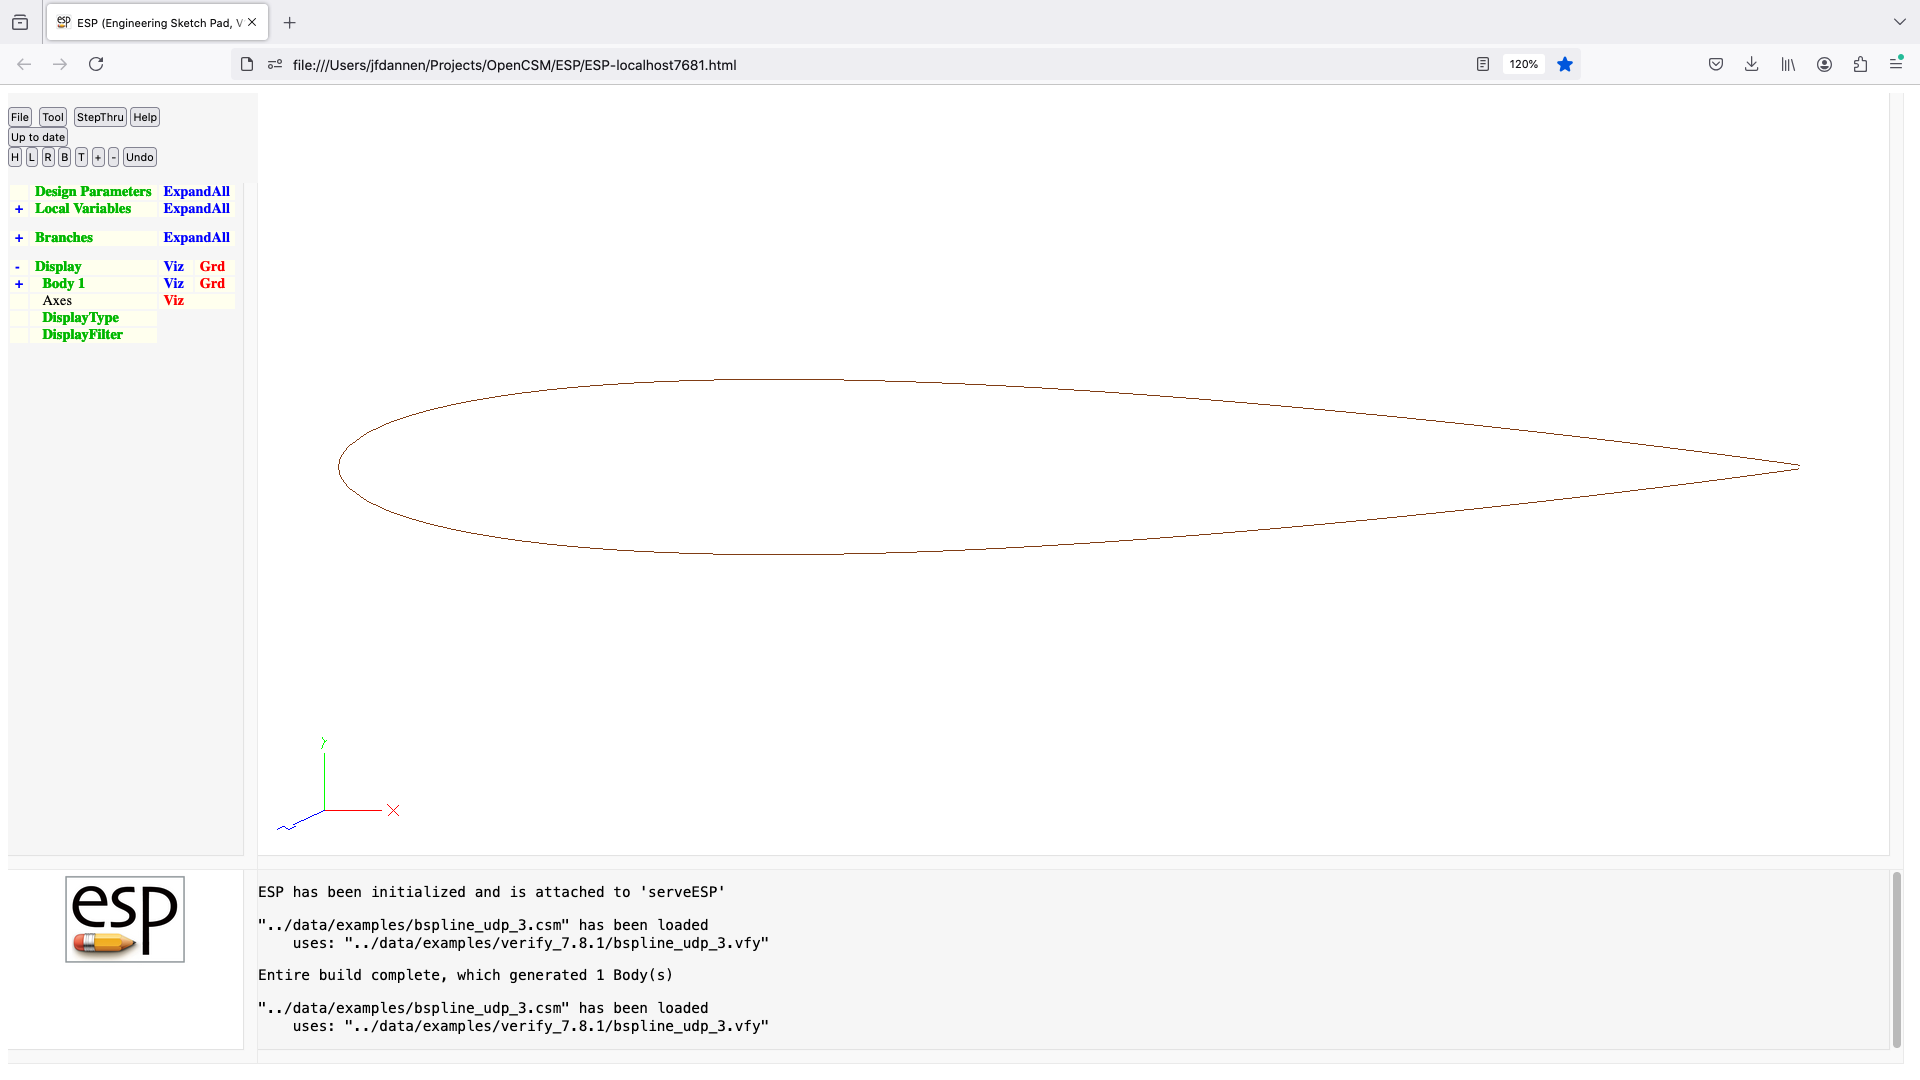 esp ESP (Engineering Sketch Pad, V
file:///Users/jfdannen/Projects/OpenCSM/ESP/ESP-localhost7681.html 120%
File Tool StepThru Help
Up to date
H L R B T + - Undo
Design Parameters ExpandAll
+ Local Variables ExpandAll
+ Branches ExpandAll
- Display Viz Grd
+ Body 1 Viz Grd
Axes Viz
DisplayType
DisplayFilter
Y
X
Z
esp
ESP has been initialized and is attached to 'serveESP'
"../data/examples/bspline_udp_3.csm" has been loaded
uses: "../data/examples/verify_7.8.1/bspline_udp_3.vfy"
Entire build complete, which generated 1 Body(s)
"../data/examples/bspline_udp_3.csm" has been loaded
uses: "../data/examples/verify_7.8.1/bspline_udp_3.vfy"